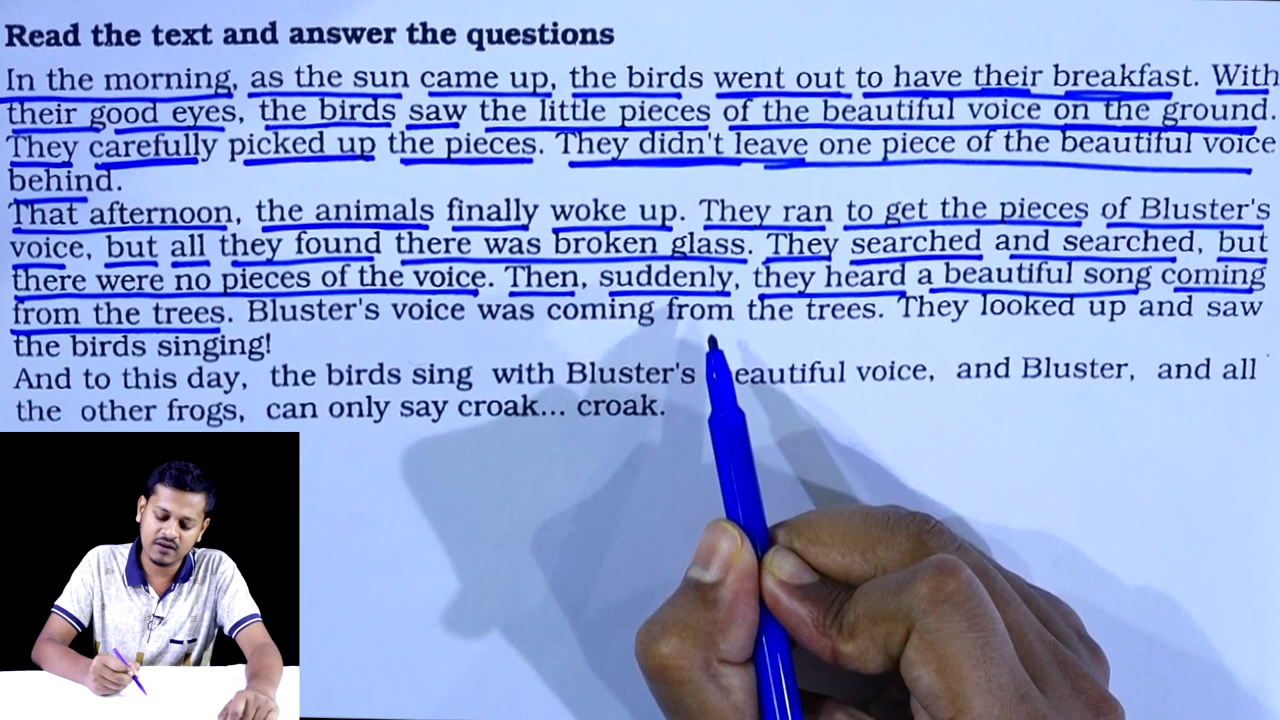 Read the text and answer the questions
In the morning, as the sun came up, the birds went out to have their breakfast. With
their good eyes, the birds saw the little pieces of the beautiful voice on the ground.
They carefully picked up the pieces. They didn't leave one piece of the beautiful voice
behind.
That afternoon, the animals finally woke up. They ran to get the pieces of Bluster's
voice, but all they found there was broken glass. They searched and searched, but
there were no pieces of the voice. Then, suddenly, they heard a beautiful song coming
from the trees. Bluster's voice was coming from the trees. They looked up and saw
the birds singing!
And to this day, the birds sing with Bluster's eautiful voice, and Bluster, and all
the other frogs, can only say croak... croak.